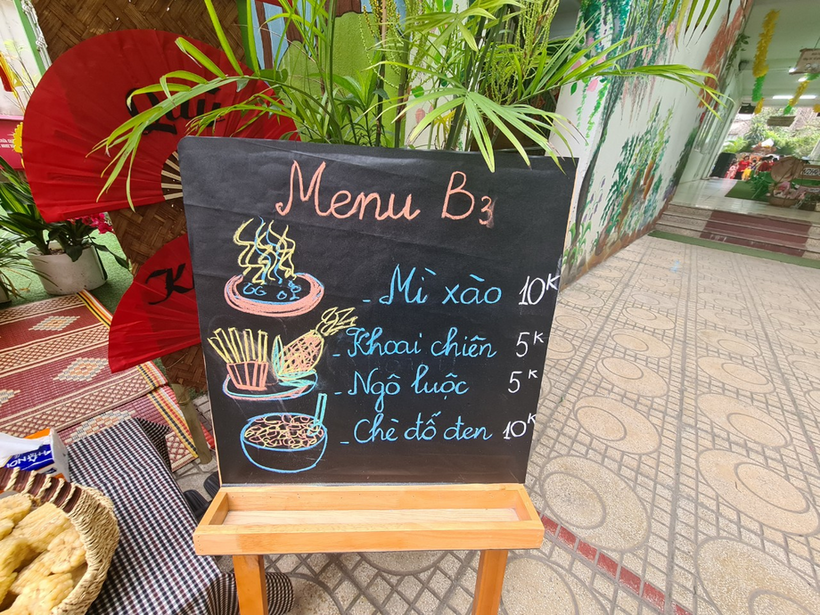 Menu B3
- Mì xào 10K
- Khoai chiên 5K
- Ngô luộc 5K
- Chè đỗ đen 10K